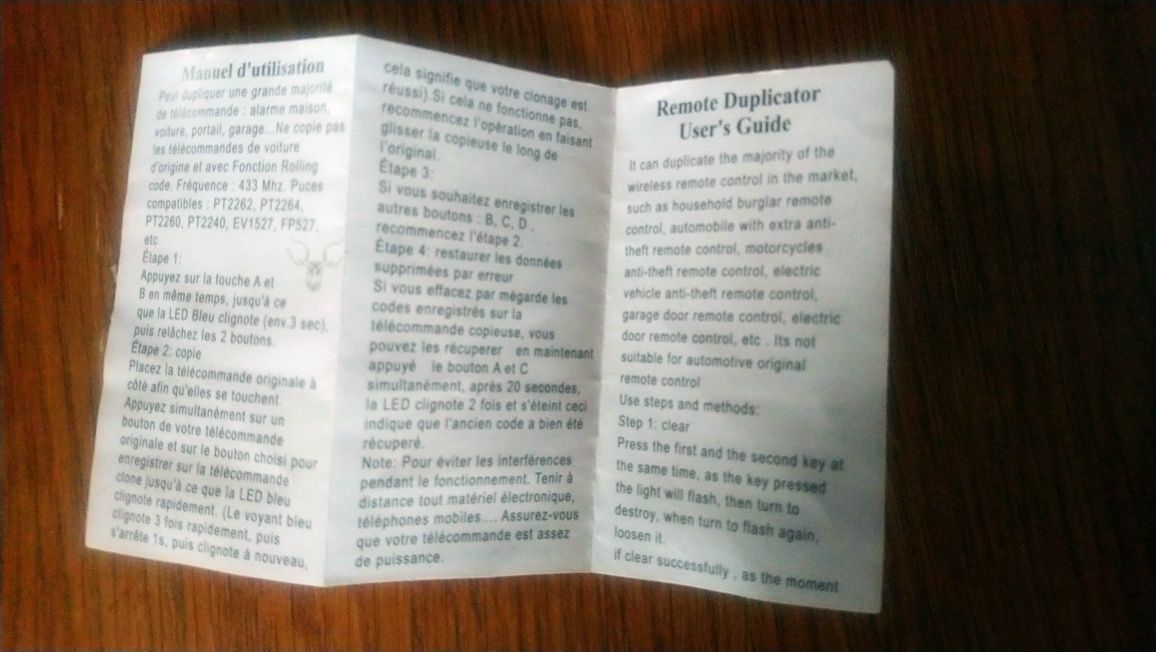 Manuel d'utilisation
Peut dupliquer une grande majorité
de télécommande : alarme maison,
voiture, portail, garage...Ne copie pas
les télécommandes de voiture
d'origine et avec Fonction Rolling
code. Fréquence : 433 Mhz. Puces
compatibles : PT2262, PT2264,
PT2260, PT2240, EV1527, FP527,
etc
Étape 1:
Appuyez sur la touche A et
B en même temps, jusqu'à ce
que la LED Bleu clignote (env.3 sec),
puis relâchez les 2 boutons.
Étape 2: copie
Placez la télécommande originale à
côté afin qu'elles se touchent.
Appuyez simultanément sur un
bouton de votre télécommande
originale et sur le bouton choisi pour
enregistrer sur la télécommande
clone jusqu'à ce que la LED bleu
clignote rapidement. (Le voyant bleu
clignote 3 fois rapidement, puis
s'arrête 1s, puis clignote à nouveau,
cela signifie que votre clonage est
réussi).Si cela ne fonctionne pas,
recommencez l'opération en faisant
glisser la copieuse le long de
l'original.
Étape 3:
Si vous souhaitez enregistrer les
autres boutons : B, C, D ,
recommencez l'étape 2.
Étape 4: restaurer les données
supprimées par erreur
Si vous effacez par mégarde les
codes enregistrés sur la
télécommande copieuse, vous
pouvez les récuperer en maintenant
appuyé le bouton A et C
simultanément, après 20 secondes,
la LED clignote 2 fois et s'éteint ceci
indique que l'ancien code a bien été
récuperé.
Note: Pour éviter les interférences
pendant le fonctionnement. Tenir à
distance tout matériel électronique,
téléphones mobiles.... Assurez-vous
que votre télécommande est assez
de puissance.
Remote Duplicator
User's Guide
It can duplicate the majority of the
wireless remote control in the market,
such as household burglar remote
control, automobile with extra anti-
theft remote control, motorcycles
anti-theft remote control, electric
vehicle anti-theft remote control,
garage door remote control, electric
door remote control, etc . Its not
suitable for automotive original
remote control
Use steps and methods:
Step 1: clear
Press the first and the second key at
the same time, as the key pressed
the light will flash, then turn to
destroy, when turn to flash again,
loosen it.
if clear successfully , as the moment